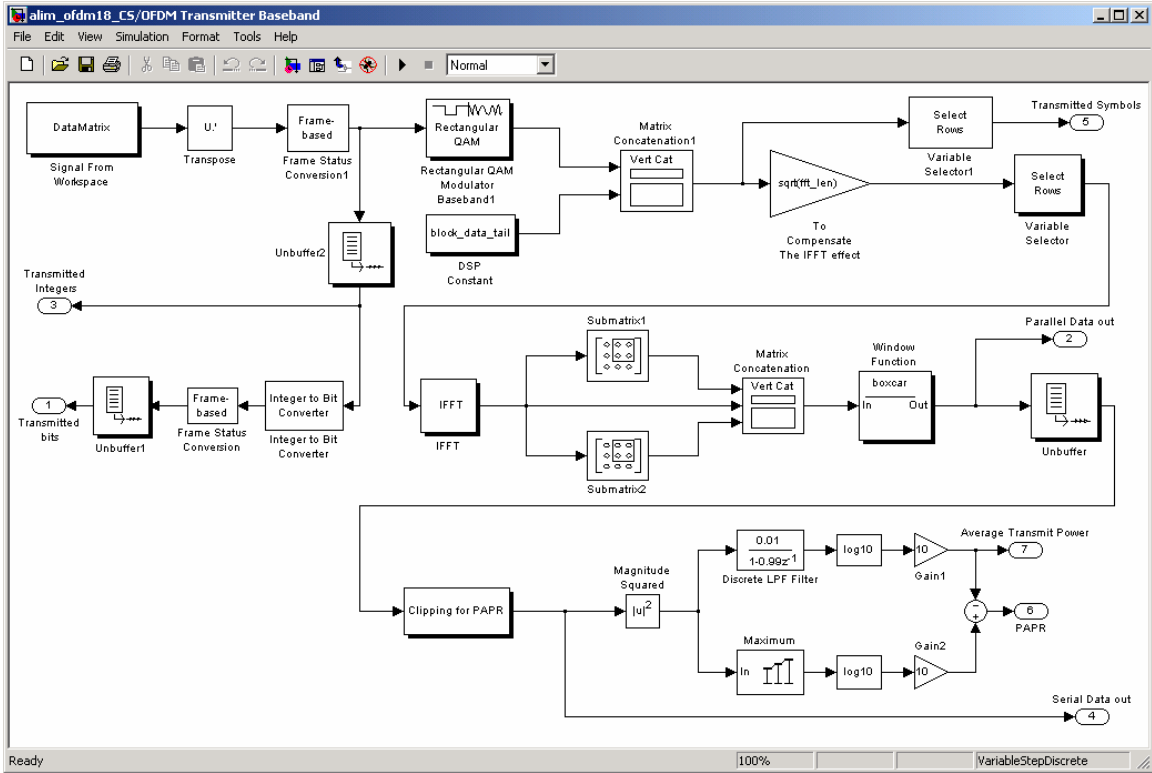 alim_ofdm18_CS/OFDM Transmitter Baseband
File Edit View Simulation Format Tools Help
Normal
DataMatrix
Signal From
Workspace
U.'
Transpose
Frame-
based
Frame Status
Conversion1
Rectangular
QAM
Rectangular QAM
Modulator
Baseband1
block_data_tail
DSP
Constant
Matrix
Concatenation1
Vert Cat
sqrt(fft_len)
To
Compensate
The IFFT effect
Select
Rows
Variable
Selector1
Transmitted Symbols
5
Select
Rows
Variable
Selector
Unbuffer2
Transmitted
Integers
3
1
Transmitted
bits
Unbuffer1
Frame-
based
Frame Status
Conversion
Integer to Bit
Converter
Integer to Bit
Converter
IFFT
IFFT
Submatrix1
Submatrix2
Matrix
Concatenation
Vert Cat
Window
Function
boxcar
In
Out
Parallel Data out
2
Unbuffer
Clipping for PAPR
Magnitude
Squared
|u|2
0.01
1-0.99z-1
Discrete LPF Filter
log10
10
Gain1
Average Transmit Power
7
-
+
6
PAPR
Maximum
In
log10
Gain2
10
Serial Data out
4
Ready
100%
VariableStepDiscrete